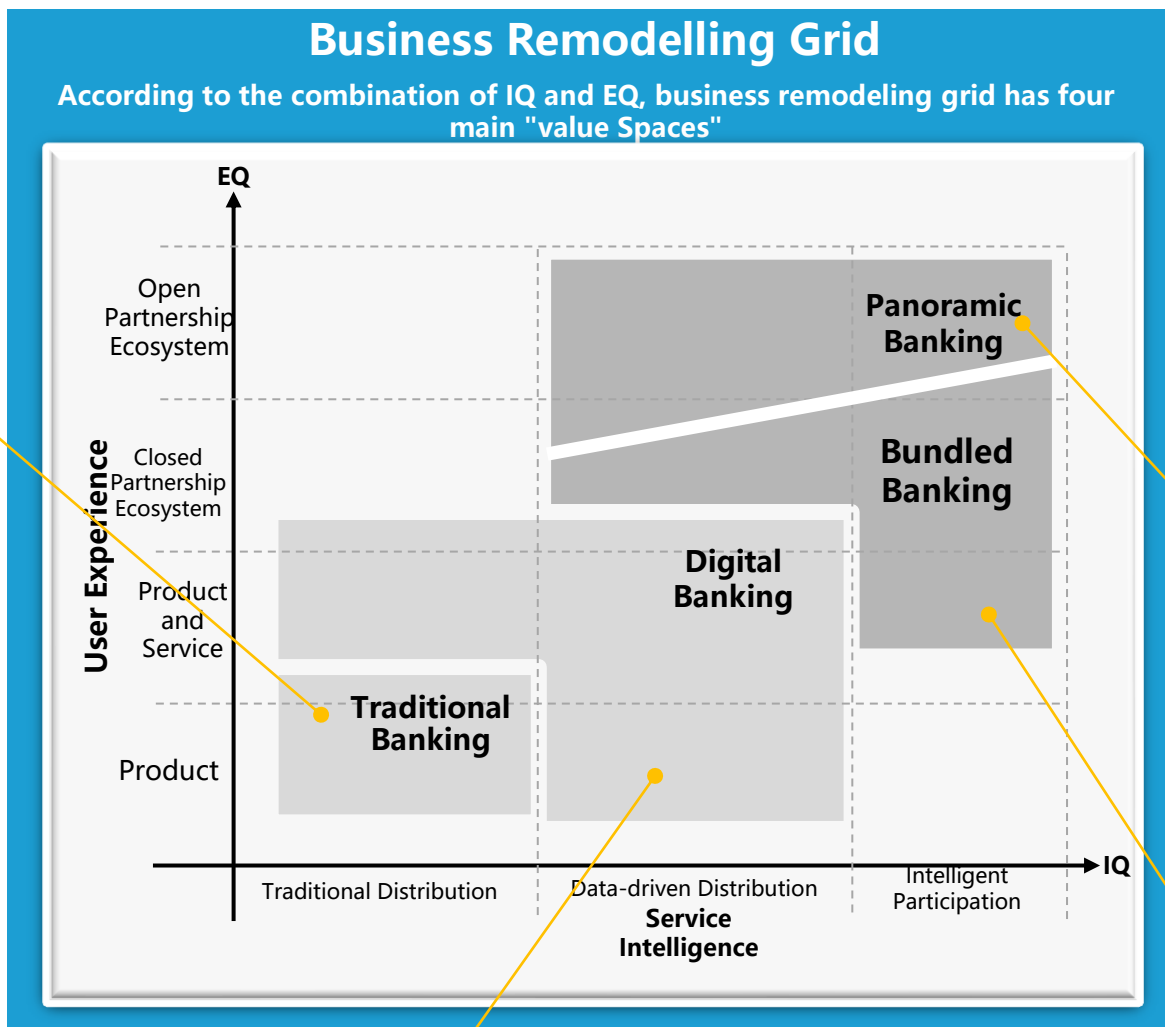 Business Remodelling Grid
According to the combination of IQ and EQ, business remodeling grid has four
main "value Spaces"
EQ
Open
Partnership
Ecosystem
Panoramic
Banking
User Experience
Closed
Partnership
Ecosystem
Bundled
Banking
Product
and
Service
Digital
Banking
Traditional
Banking
Product
IQ
Traditional Distribution
Data-driven Distribution
Intelligent
Participation
Service
Intelligence